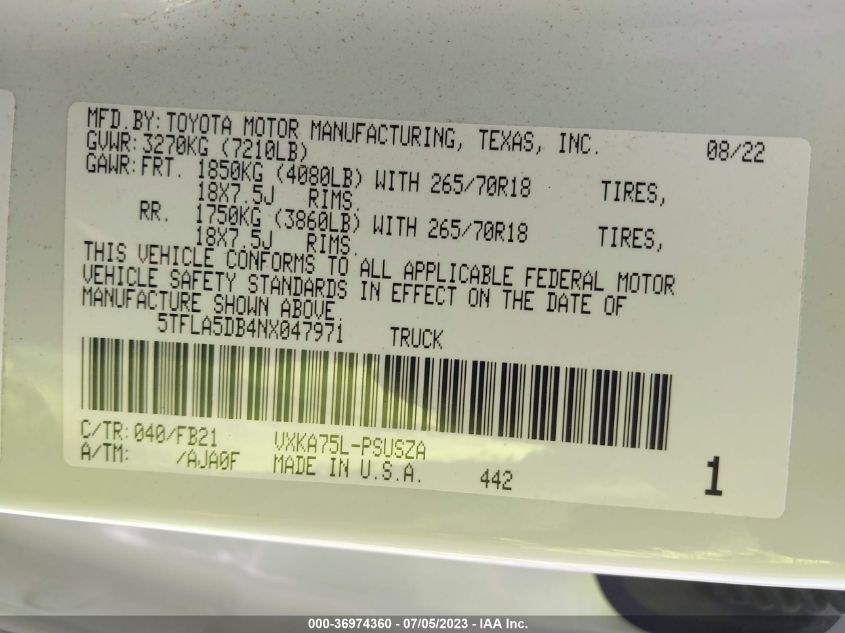 MFD.BY:TOYOTA MOTOR MANUFACTURING, TEXAS, INC. 08/22
GVWR:3270KG (7210LB)
GAWR:FRT. 1850KG (4080LB) WITH 265/70R18 TIRES,
18X7.5J RIMS.
RR. 1750KG (3860LB) WITH 265/70R18 TIRES,
18X7.5J RIMS.
THIS VEHICLE CONFORMS TO ALL APPLICABLE FEDERAL MOTOR
VEHICLE SAFETY STANDARDS IN EFFECT ON THE DATE OF
MANUFACTURE SHOWN ABOVE.
5TFLA5DB4NX047971 TRUCK
C/TR:040/FB21 VXKA75L-PSUSZA
A/TM: /AJA0F MADE IN U.S.A. 442 1
000-36974360 - 07/05/2023 - IAA Inc.